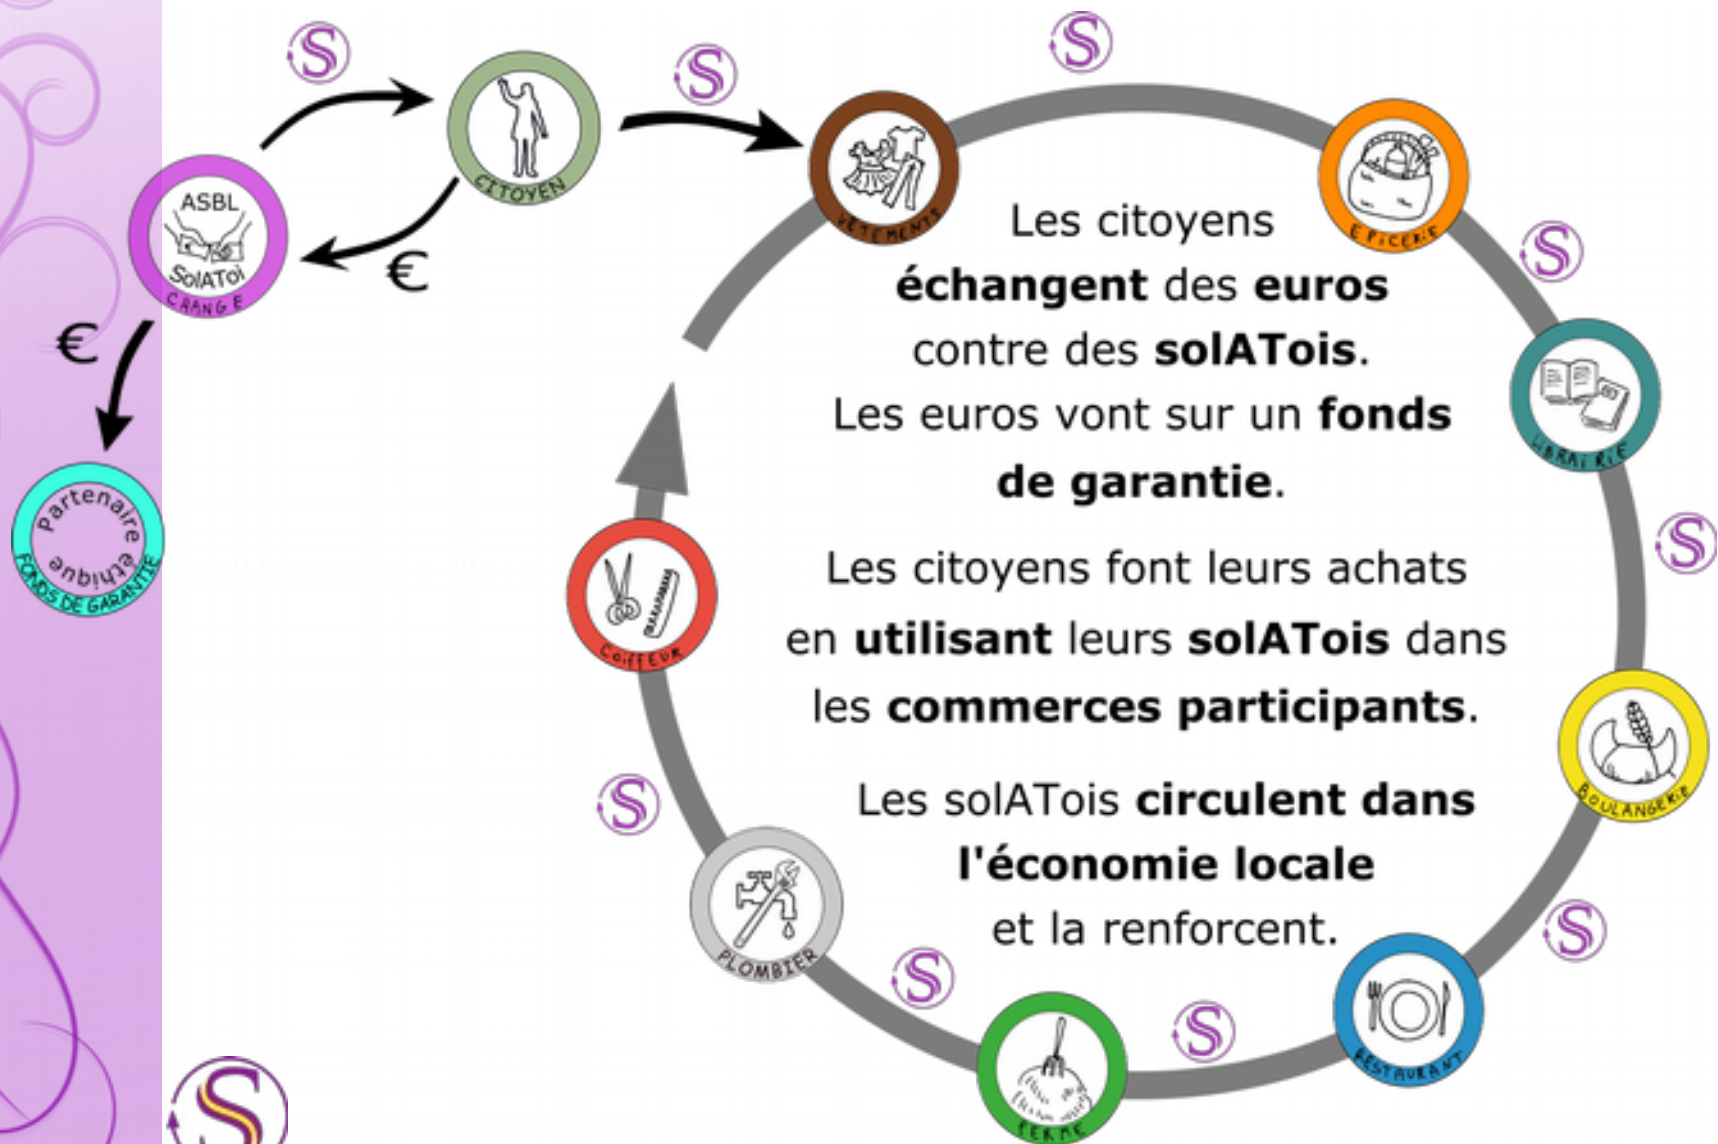 S
S
S
CITOYEN
ASBL
SolAToi
CHANGE
€
€
Partenaire
éthique
FONDS DE GARANTIE
VÊTEMENTS
EPICERIE
S
LIBRAIRIE
S
BOULANGERIE
S
RESTAURANT
S
FERME
S
PLOMBIER
S
COIFFEUR
Les citoyens
échangent des euros
contre des solATois.
Les euros vont sur un fonds
de garantie.
Les citoyens font leurs achats
en utilisant leurs solATois dans
les commerces participants.
Les solATois circulent dans
l'économie locale
et la renforcent.
S